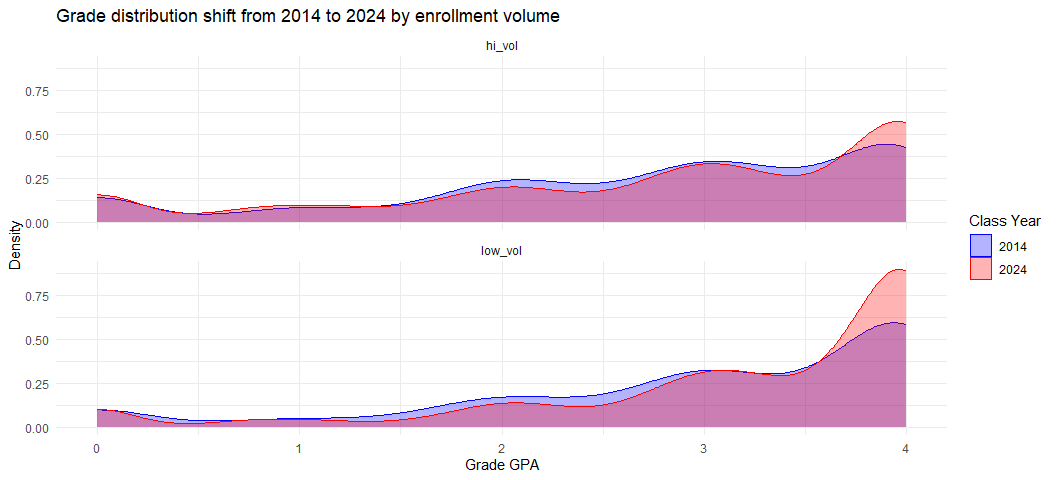 Grade distribution shift from 2014 to 2024 by enrollment volume
hi_vol
0.75
0.50
0.25
0.00
low_vol
0.75
0.50
0.25
0.00
Density
0 1 2 3 4
Grade GPA
Class Year
2014
2024